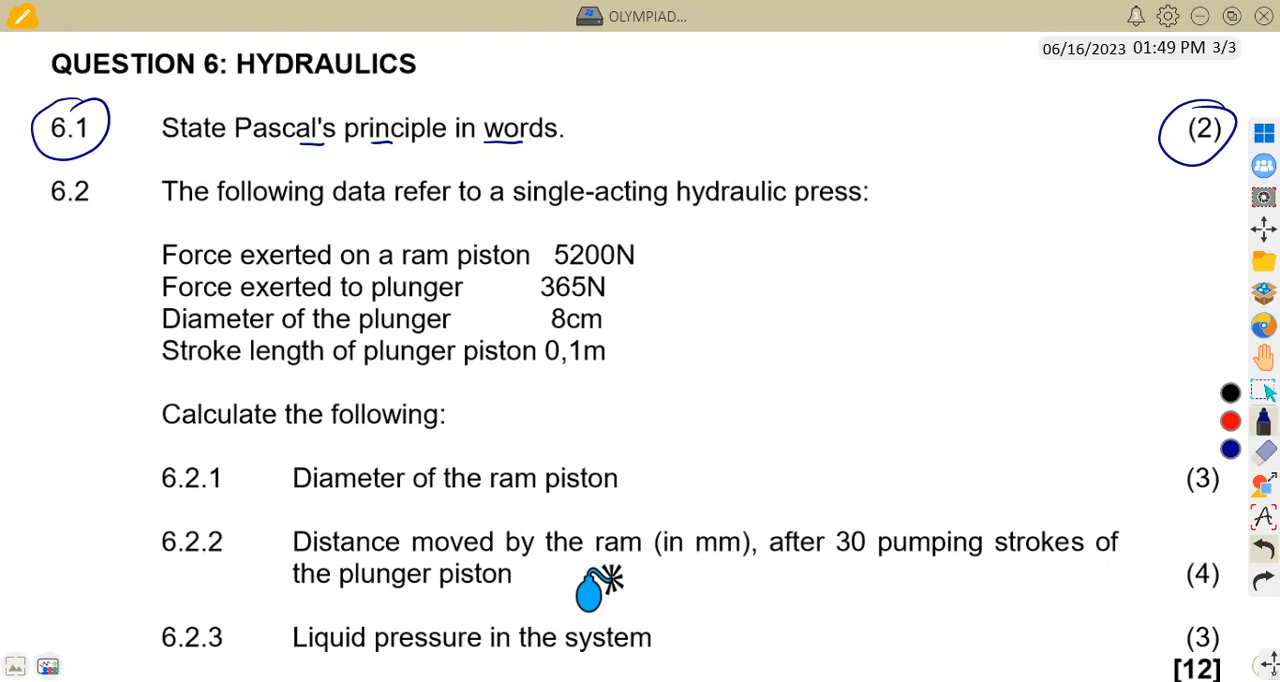 OLYMPIAD...
06/16/2023 01:49 PM 3/3
QUESTION 6: HYDRAULICS
6.1 State Pascal's principle in words. (2)
6.2 The following data refer to a single-acting hydraulic press:
Force exerted on a ram piston 5200N
Force exerted to plunger 365N
Diameter of the plunger 8cm
Stroke length of plunger piston 0,1m
Calculate the following:
6.2.1 Diameter of the ram piston (3)
6.2.2 Distance moved by the ram (in mm), after 30 pumping strokes of
the plunger piston (4)
6.2.3 Liquid pressure in the system (3)
[12]